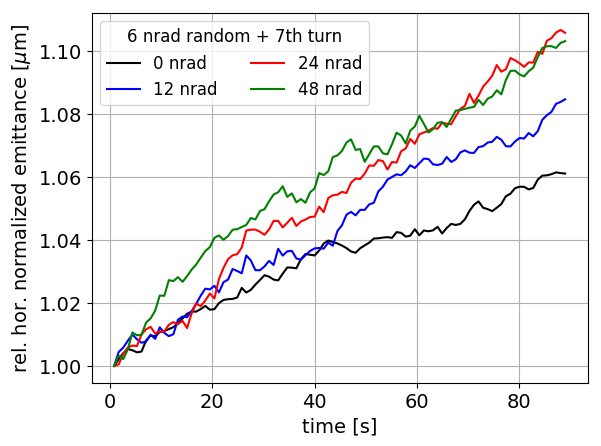 6 nrad random + 7th turn
0 nrad
24 nrad
12 nrad
48 nrad
rel. hor. normalized emittance [μm]
1.10
1.08
1.06
1.04
1.02
1.00
0
20
40
60
80
time [s]